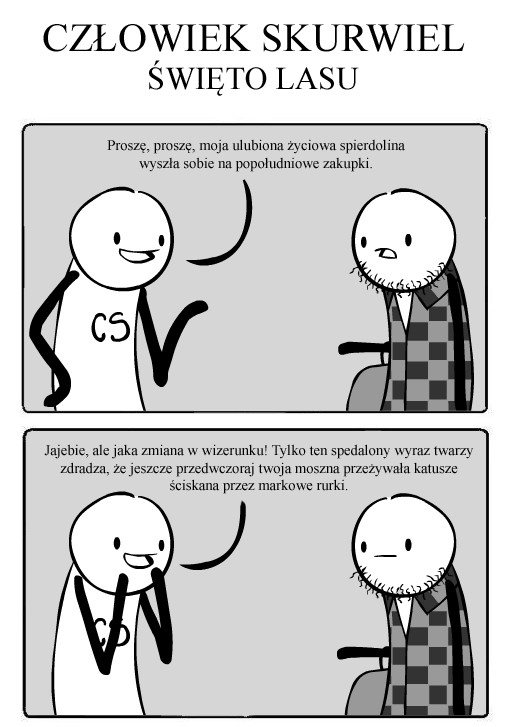 CZŁOWIEK SKURWIEL
ŚWIĘTO LASU
Proszę, proszę, moja ulubiona życiowa spierdolina
wyszła sobie na popołudniowe zakupki.
CS
Jajebie, ale jaka zmiana w wizerunku! Tylko ten spedalony wyraz twarzy
zdradza, że jeszcze przedwczoraj twoja moszna przeżywała katusze
ściskana przez markowe rurki.
CS